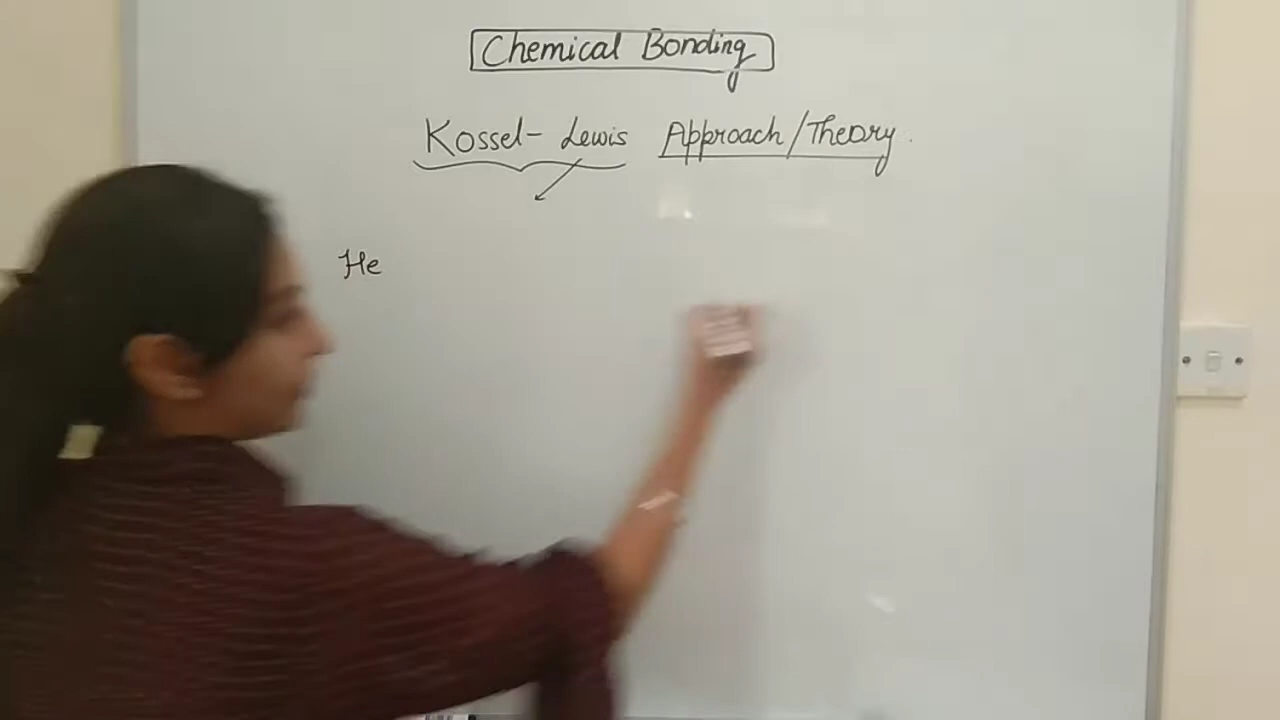 Chemical Bonding
Kossel- Lewis Approach/Theory.
He